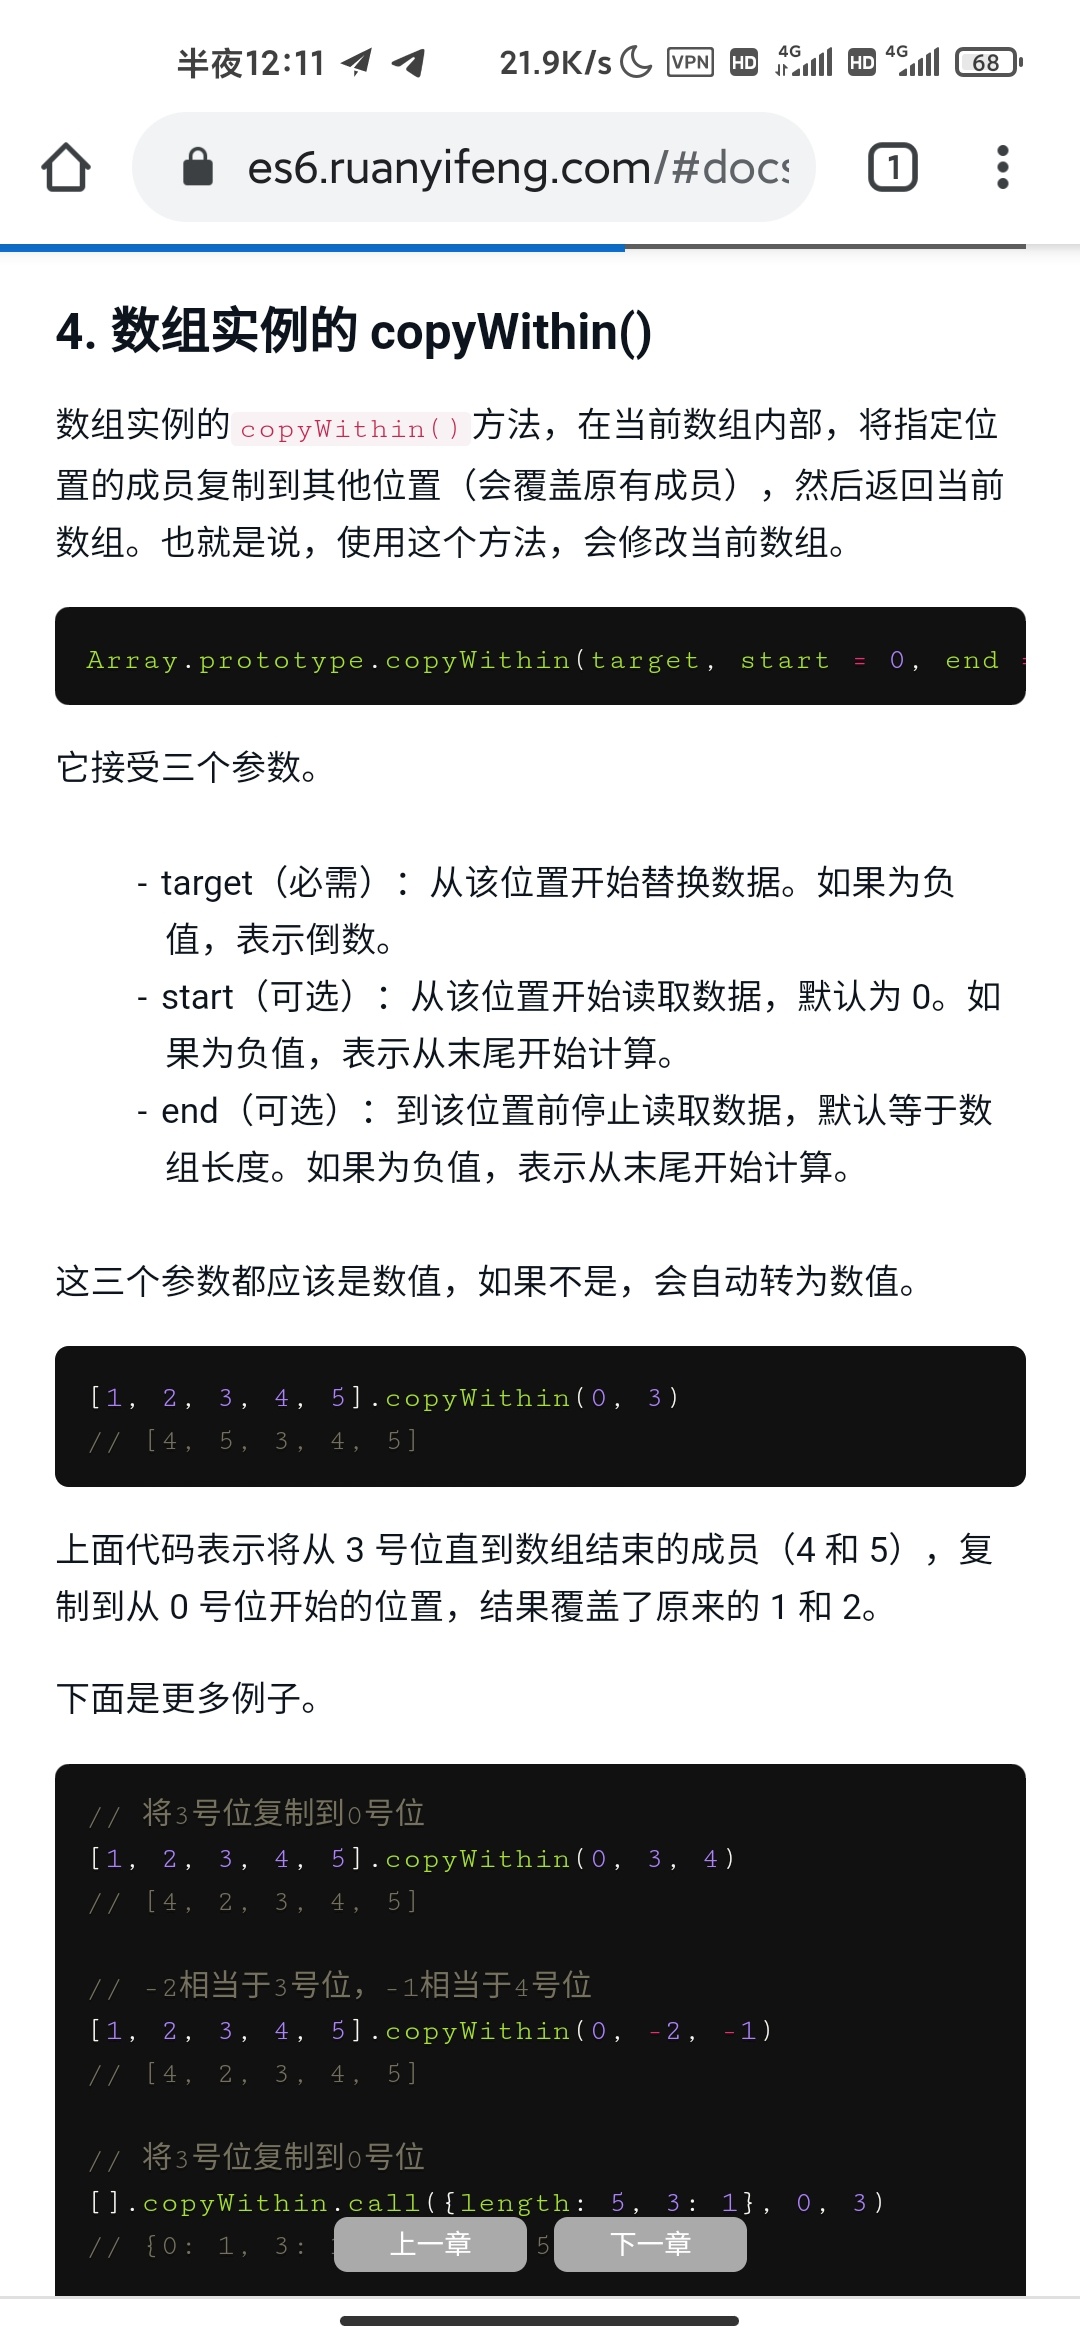 半夜12:11 21.9K/s VPN HD 4G HD 4G 68
es6.ruanyifeng.com/#docs 1
4. 数组实例的 copyWithin()
数组实例的copyWithin()方法，在当前数组内部，将指定位
置的成员复制到其他位置（会覆盖原有成员），然后返回当前
数组。也就是说，使用这个方法，会修改当前数组。
Array.prototype.copyWithin(target, start = 0, end
它接受三个参数。
- target（必需）：从该位置开始替换数据。如果为负
值，表示倒数。
- start（可选）：从该位置开始读取数据，默认为 0。如
果为负值，表示从末尾开始计算。
- end（可选）：到该位置前停止读取数据，默认等于数
组长度。如果为负值，表示从末尾开始计算。
这三个参数都应该是数值，如果不是，会自动转为数值。
[1, 2, 3, 4, 5].copyWithin(0, 3)
// [4, 5, 3, 4, 5]
上面代码表示将从 3 号位直到数组结束的成员（4 和 5），复
制到从 0 号位开始的位置，结果覆盖了原来的 1 和 2。
下面是更多例子。
// 将3号位复制到0号位
[1, 2, 3, 4, 5].copyWithin(0, 3, 4)
// [4, 2, 3, 4, 5]
// -2相当于3号位，-1相当于4号位
[1, 2, 3, 4, 5].copyWithin(0, -2, -1)
// [4, 2, 3, 4, 5]
// 将3号位复制到0号位
[].copyWithin.call({length: 5, 3: 1}, 0, 3)
// {0: 1, 3: 5
上一章 下一章